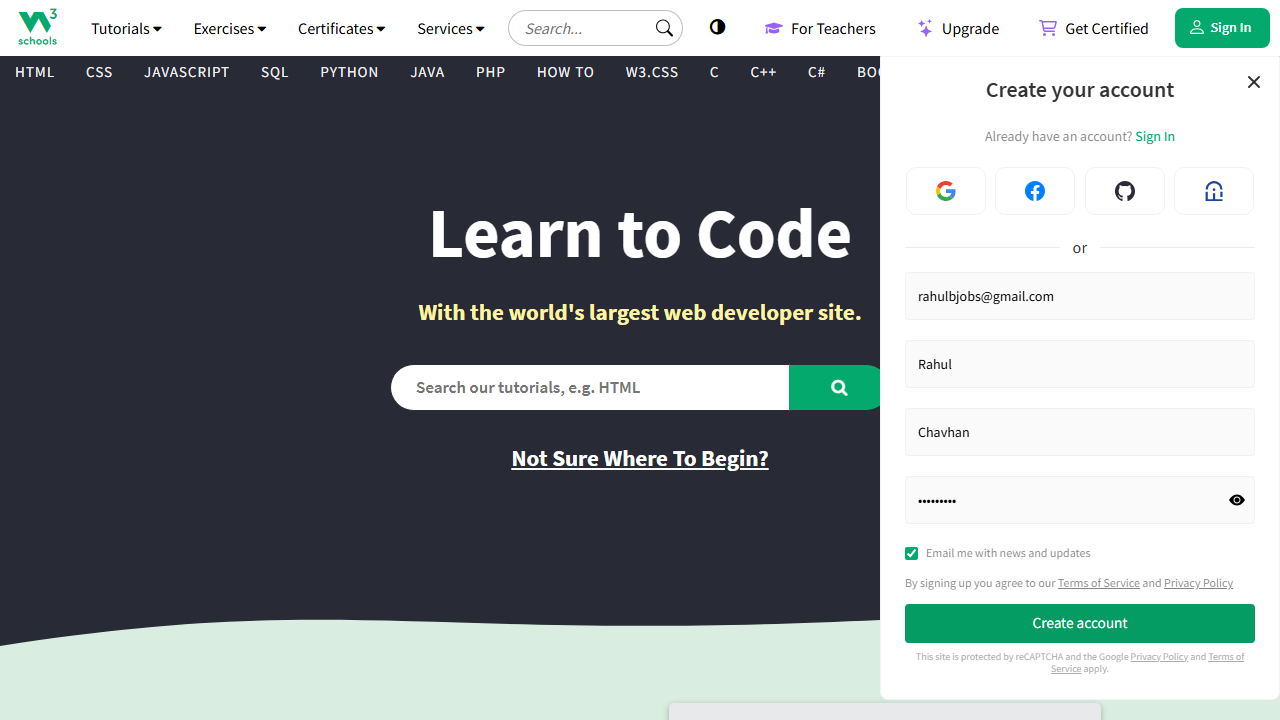 3
schools
Tutorials
Exercises
Certificates
Services
Search...
For Teachers
Upgrade
Get Certified
Sign In
HTML
CSS
JAVASCRIPT
SQL
PYTHON
JAVA
PHP
HOW TO
W3.CSS
C
C++
C#
Create your account
Already have an account? Sign In
or
rahulbjobs@gmail.com
Rahul
Chavhan
•••••••••
Email me with news and updates
By signing up you agree to our Terms of Service and Privacy Policy
Create account
This site is protected by reCAPTCHA and the Google Privacy Policy and Terms of
Service apply.
Learn to Code
With the world's largest web developer site.
Search our tutorials, e.g. HTML
Not Sure Where To Begin?